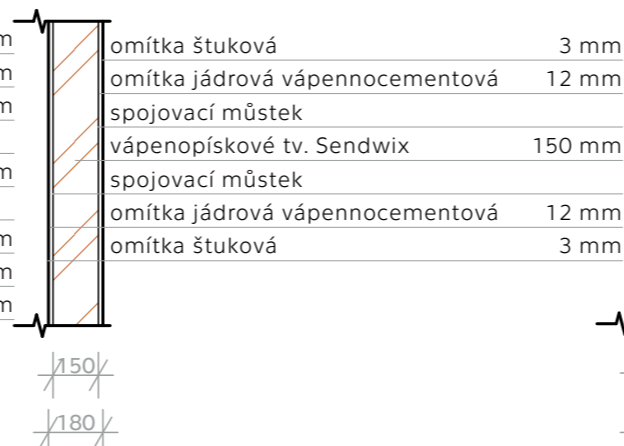 omítka štuková 3 mm
omítka jádrová vápennocementová 12 mm
spojovací můstek
vápenopískové tv. Sendwix 150 mm
spojovací můstek
omítka jádrová vápennocementová 12 mm
omítka štuková 3 mm
150
180